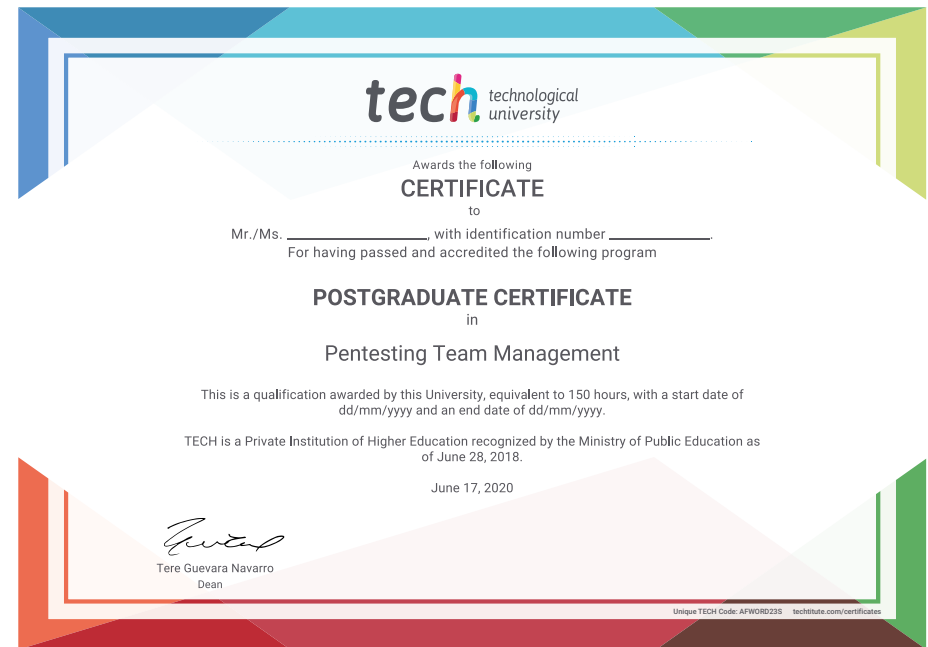 tech technological
university
Awards the following
CERTIFICATE
to
Mr./Ms. ____________________, with identification number ______________.
For having passed and accredited the following program
POSTGRADUATE CERTIFICATE
in
Pentesting Team Management
This is a qualification awarded by this University, equivalent to 150 hours, with a start date of
dd/mm/yyyy and an end date of dd/mm/yyyy.
TECH is a Private Institution of Higher Education recognized by the Ministry of Public Education as
of June 28, 2018.
June 17, 2020
Tere Guevara Navarro
Dean
Unique TECH Code: AFWORD23S techtitute.com/certificates